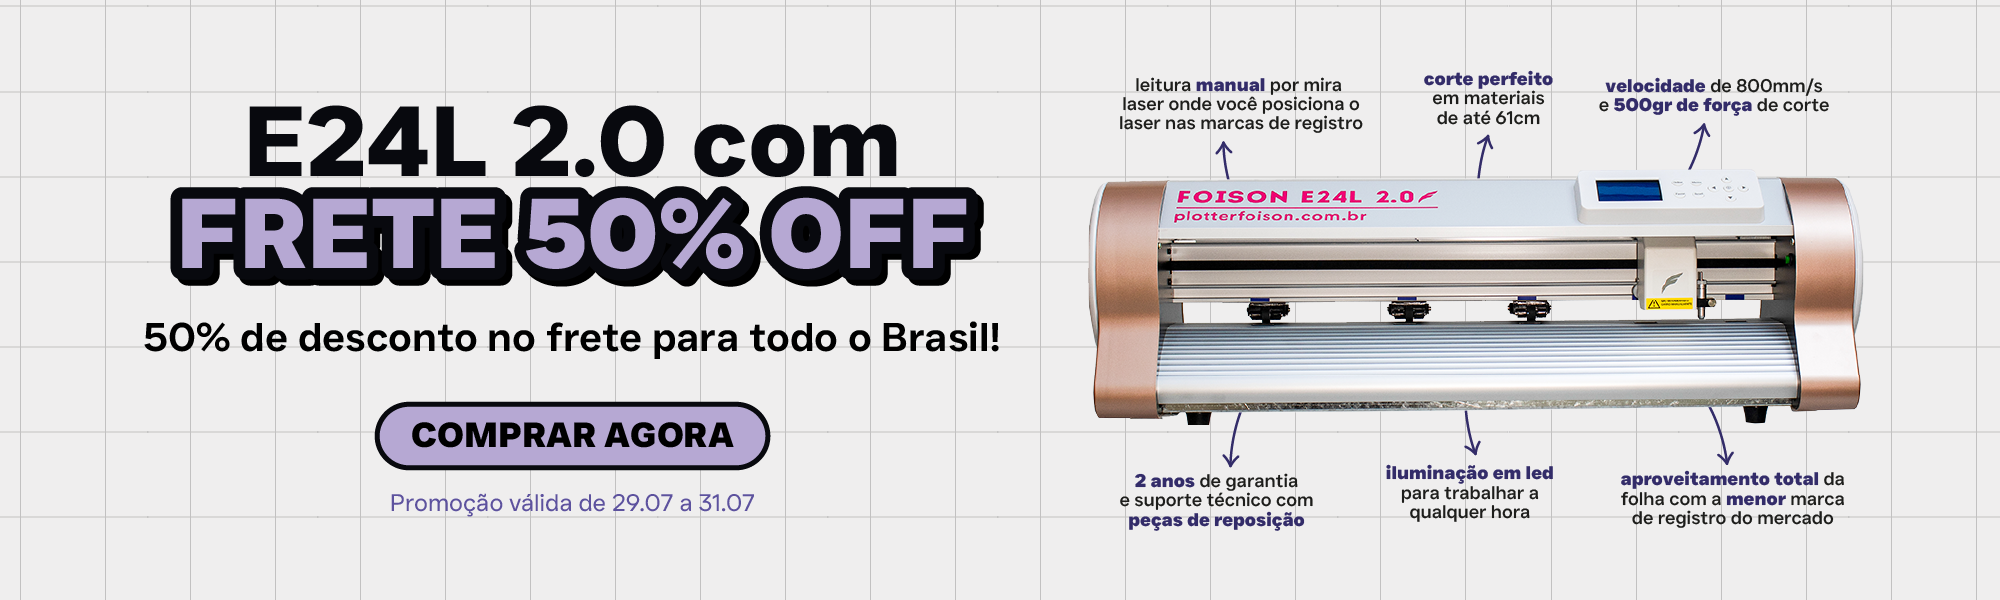 E24L 2.0 com
FRETE 50% OFF
50% de desconto no frete para todo o Brasil!
COMPRAR AGORA
Promoção válida de 29.07 a 31.07
leitura manual por mira
laser onde você posiciona o
laser nas marcas de registro
corte perfeito
em materiais
de até 61cm
velocidade de 800mm/s
e 500gr de força de corte
FOISON E24L 2.0
plotterfoison.com.br
2 anos de garantia
e suporte técnico com
peças de reposição
iluminação em led
para trabalhar a
qualquer hora
aproveitamento total da
folha com a menor marca
de registro do mercado